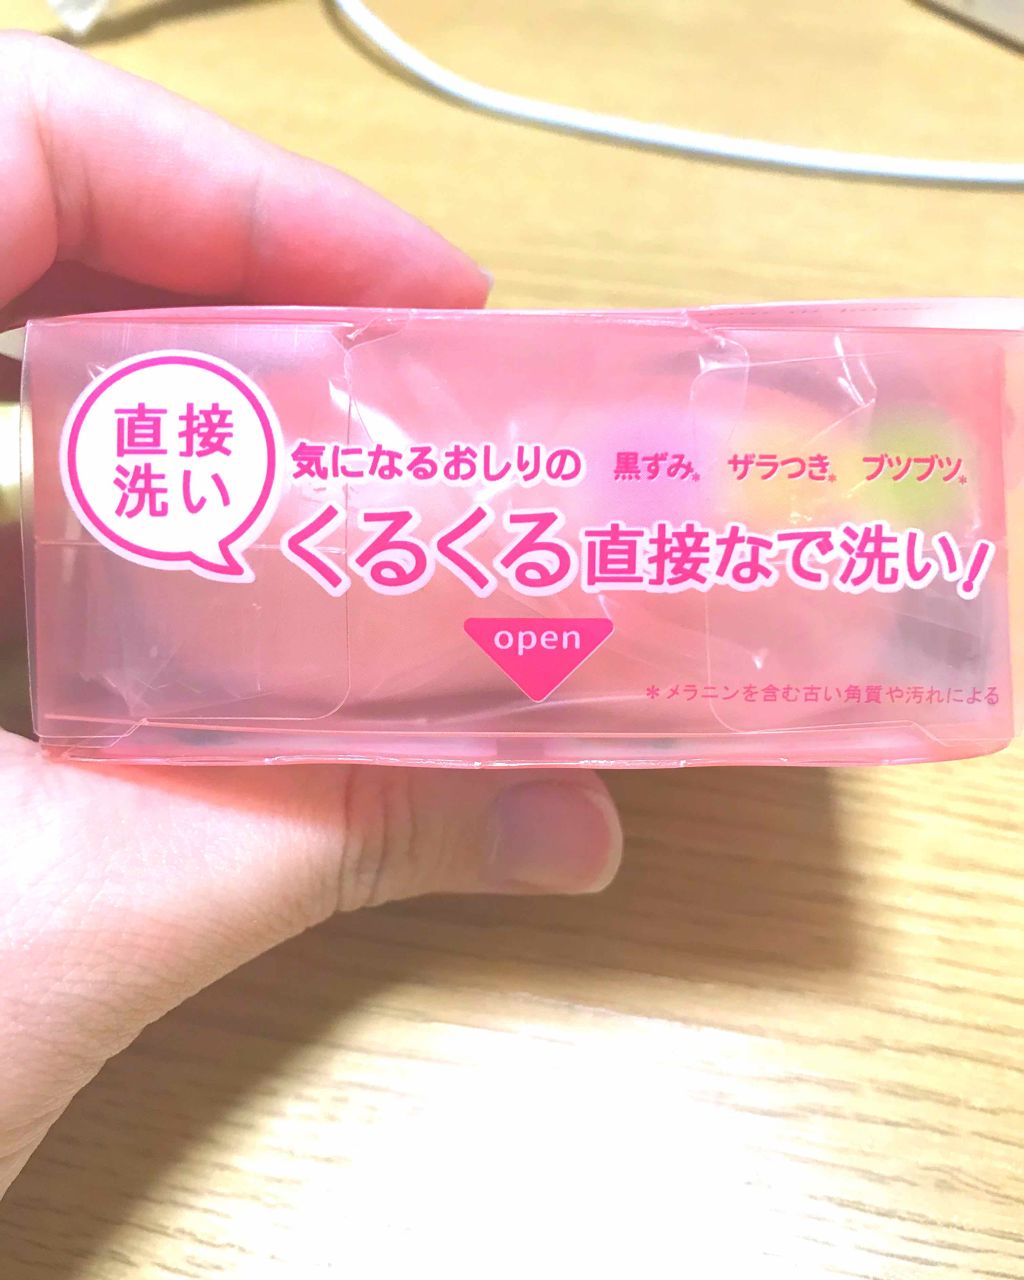 直接
洗い
気になるおしりの 黒ずみ* ザラつき* ブツブツ*
くるくる直接なで洗い!
open
*メラニンを含む古い角質や汚れによる